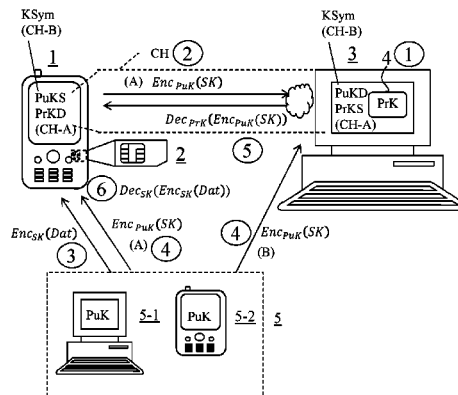 KSym
(CH-B)
1
CH 2
KSym
(CH-B)
3
4 1
PuKS
PrKD
(CH-A)
(A) Enc_PuK(SK)
PuKD
PrKS
(CH-A)
PrK
Dec_PrK(Enc_PuK(SK))
2
5
6 Dec_SK(Enc_SK(Dat))
Enc_SK(Dat)
3
Enc_PuK(SK)
(A) 4
4 Enc_PuK(SK)
(B)
PuK
5-1
PuK
5-2
5